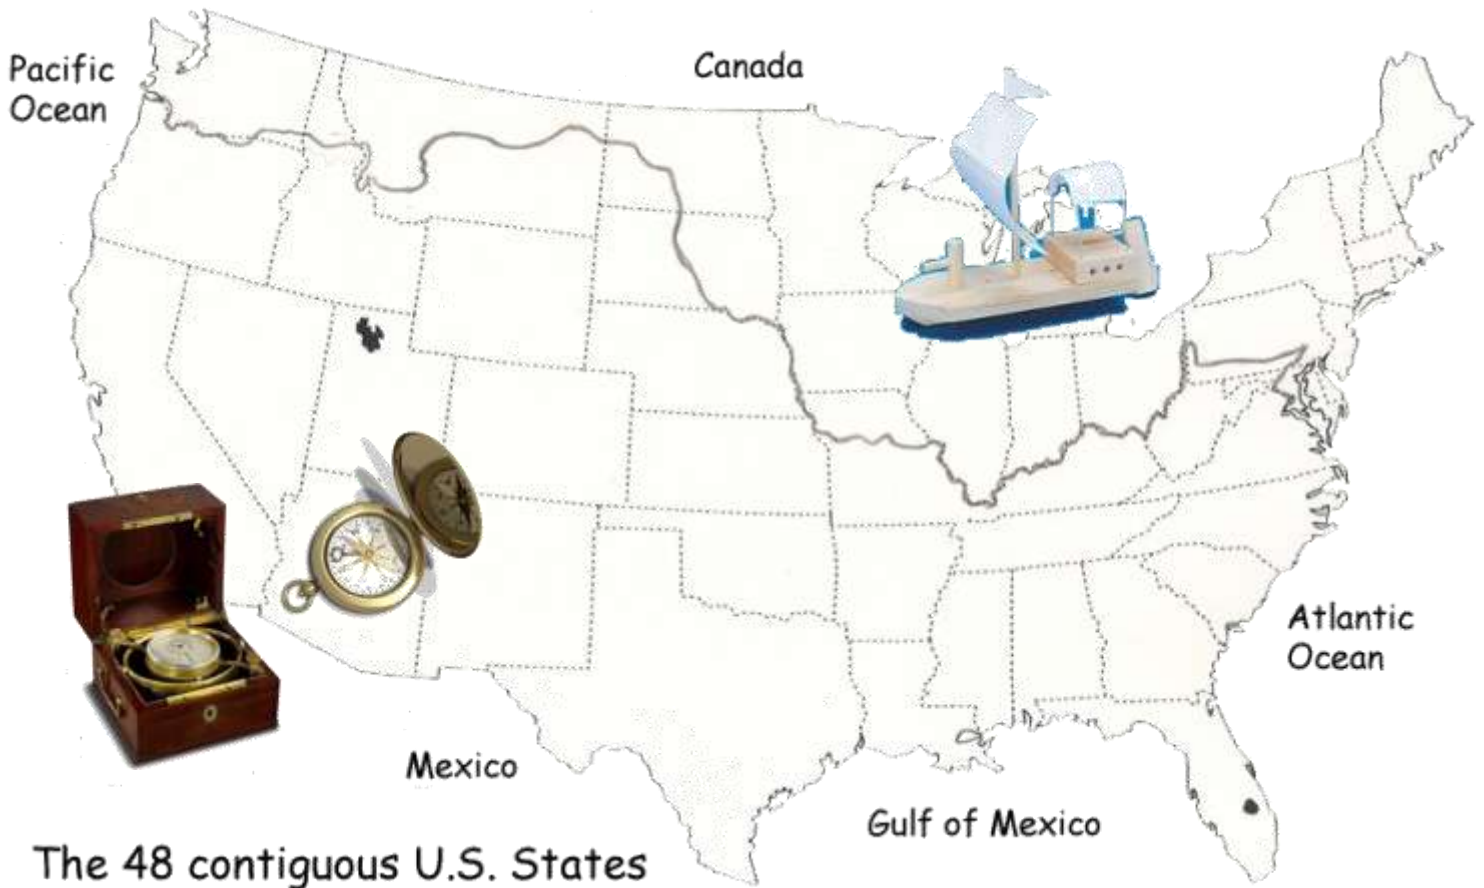 Pacific
Ocean
Canada
Atlantic
Ocean
Mexico
Gulf of Mexico
The 48 contiguous U.S. States